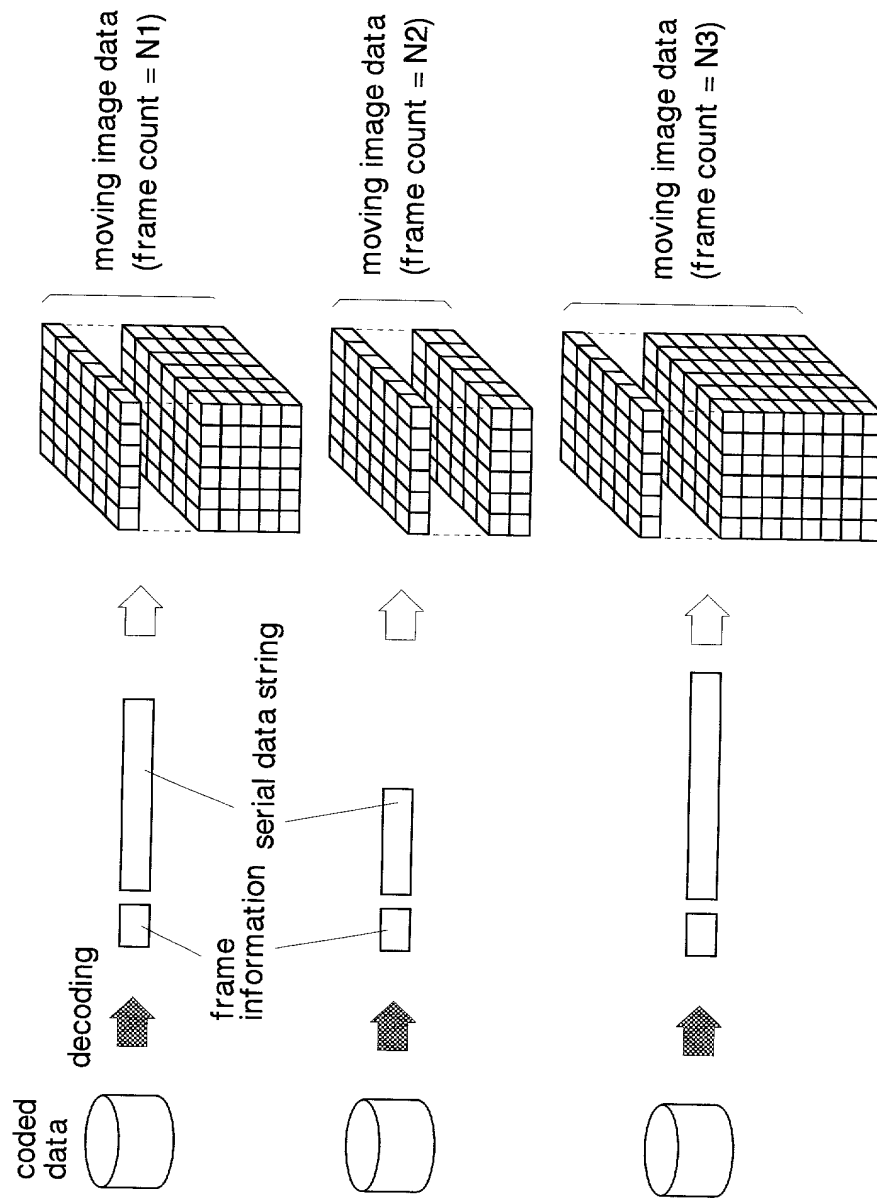 coded
data
decoding
frame
information
serial data string
moving image data
(frame count = N1)
moving image data
(frame count = N2)
moving image data
(frame count = N3)